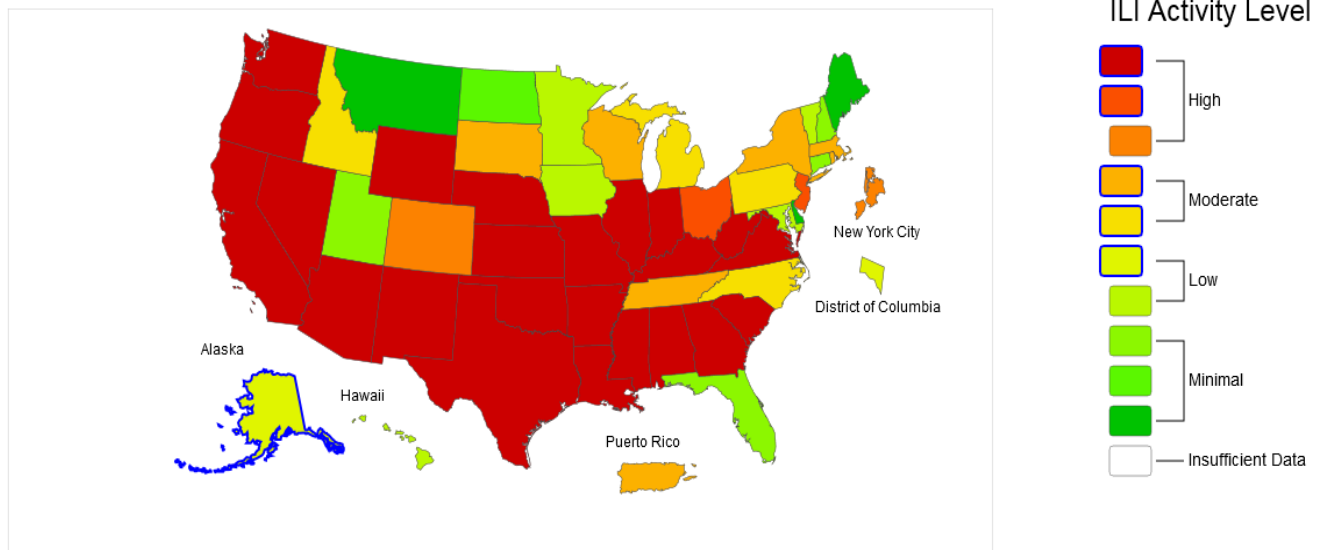 ILI Activity Level
High
Moderate
New York City
Low
District of Columbia
Alaska
Minimal
Hawaii
Puerto Rico
Insufficient Data